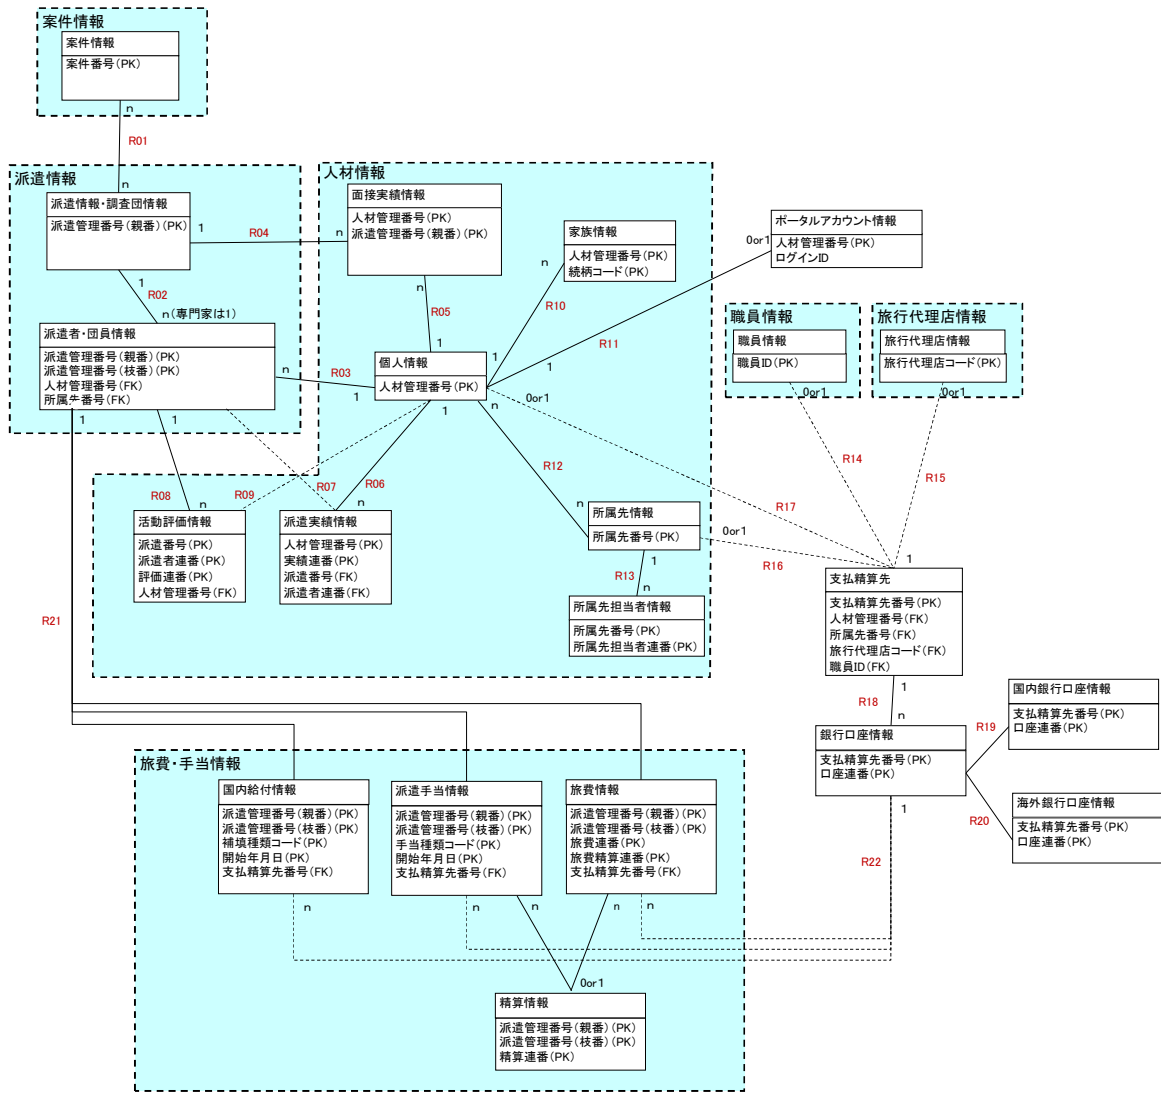 案件情報
案件情報
案件番号(PK)
n
R01
n
派遣情報
派遣情報・調査団情報
派遣管理番号(親番)(PK)
1
R04
n
1
R02
n(専門家は1)
派遣者・団員情報
派遣管理番号(親番)(PK)
派遣管理番号(枝番)(PK)
人材管理番号(FK)
所属先番号(FK)
n
R03
1
1
1
人材情報
面接実績情報
人材管理番号(PK)
派遣管理番号(親番)(PK)
n
R05
1
家族情報
人材管理番号(PK)
続柄コード(PK)
n
R10
1
個人情報
人材管理番号(PK)
1
n
1
0or1
R11
ポータルアカウント情報
人材管理番号(PK)
ログインID
0or1
職員情報
職員情報
職員ID(PK)
0or1
旅行代理店情報
旅行代理店情報
旅行代理店コード(PK)
0or1
R14
R15
R12
n
R17
R08
n
R09
R07
R06
n
活動評価情報
派遣番号(PK)
派遣者連番(PK)
評価連番(PK)
人材管理番号(FK)
派遣実績情報
人材管理番号(PK)
実績連番(PK)
派遣番号(FK)
派遣者連番(FK)
所属先情報
所属先番号(PK)
0or1
R16
1
1
R13
n
所属先担当者情報
所属先番号(PK)
所属先担当者連番(PK)
支払精算先
支払精算先番号(PK)
人材管理番号(FK)
所属先番号(FK)
旅行代理店コード(FK)
職員ID(FK)
R21
1
R18
n
銀行口座情報
支払精算先番号(PK)
口座連番(PK)
1
R19
国内銀行口座情報
支払精算先番号(PK)
口座連番(PK)
R20
海外銀行口座情報
支払精算先番号(PK)
口座連番(PK)
R22
旅費・手当情報
国内給付情報
派遣管理番号(親番)(PK)
派遣管理番号(枝番)(PK)
補填種類コード(PK)
開始年月日(PK)
支払精算先番号(FK)
n
派遣手当情報
派遣管理番号(親番)(PK)
派遣管理番号(枝番)(PK)
手当種類コード(PK)
開始年月日(PK)
支払精算先番号(FK)
n
n
旅費情報
派遣管理番号(親番)(PK)
派遣管理番号(枝番)(PK)
旅費連番(PK)
旅費精算連番(PK)
支払精算先番号(FK)
n
n
0or1
精算情報
派遣管理番号(親番)(PK)
派遣管理番号(枝番)(PK)
精算連番(PK)